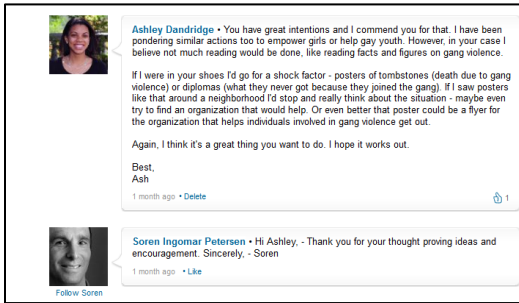 Ashley Dandridge • You have great intentions and I commend you for that. I have been
pondering similar actions too to empower girls or help gay youth. However, in your case I
believe not much reading would be done, like reading facts and figures on gang violence.
If I were in your shoes I'd go for a shock factor - posters of tombstones (death due to gang
violence) or diplomas (what they never got because they joined the gang). If I saw posters
like that around a neighborhood I'd stop and really think about the situation - maybe even
try to find an organization that would help. Or even better that poster could be a flyer for
the organization that helps individuals involved in gang violence get out.
Again, I think it's a great thing you want to do. I hope it works out.
Best,
Ash
1 month ago • Delete 1
Soren Ingomar Petersen • Hi Ashley, - Thank you for your thought proving ideas and
encouragement. Sincerely, - Soren
1 month ago • Like
Follow Soren